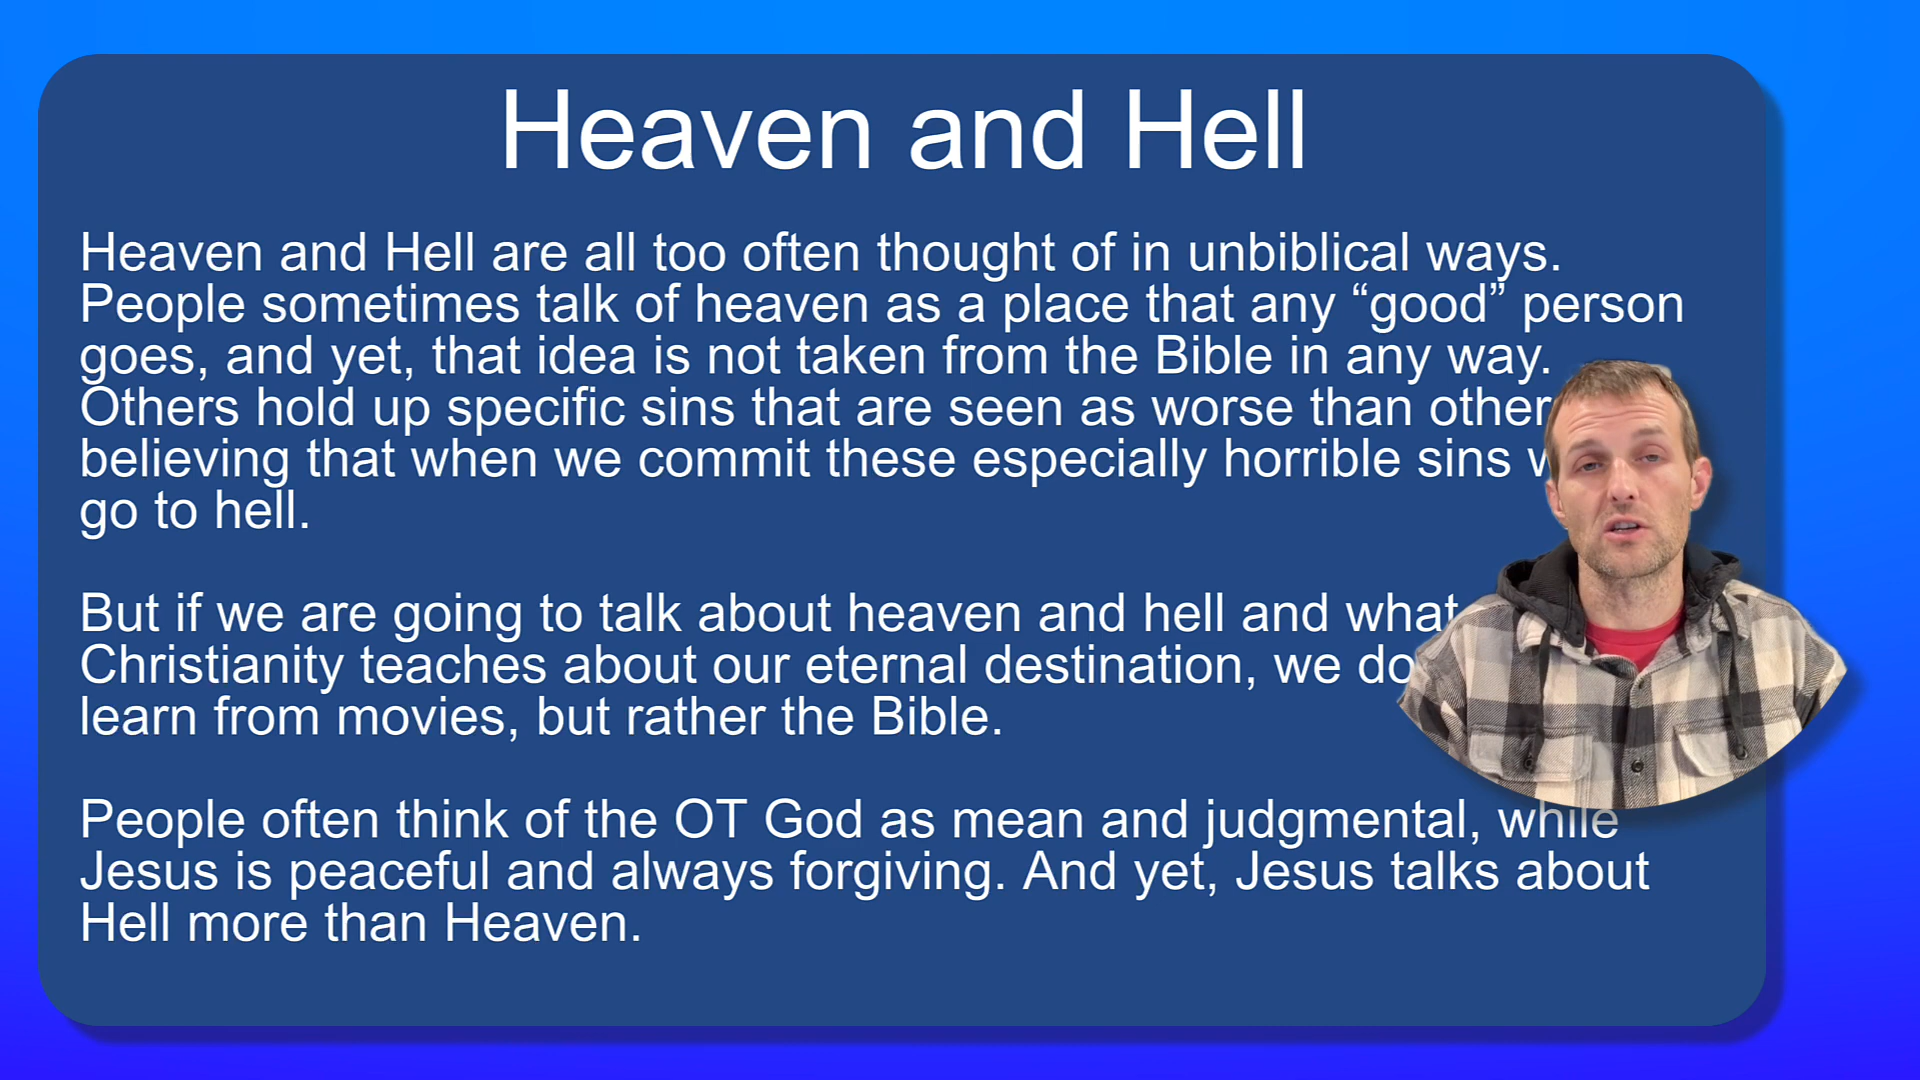 Heaven and Hell
Heaven and Hell are all too often thought of in unbiblical ways.
People sometimes talk of heaven as a place that any “good” person
goes, and yet, that idea is not taken from the Bible in any way.
Others hold up specific sins that are seen as worse than other
believing that when we commit these especially horrible sins
go to hell.
But if we are going to talk about heaven and hell and what
Christianity teaches about our eternal destination, we do
learn from movies, but rather the Bible.
People often think of the OT God as mean and judgmental, while
Jesus is peaceful and always forgiving. And yet, Jesus talks about
Hell more than Heaven.